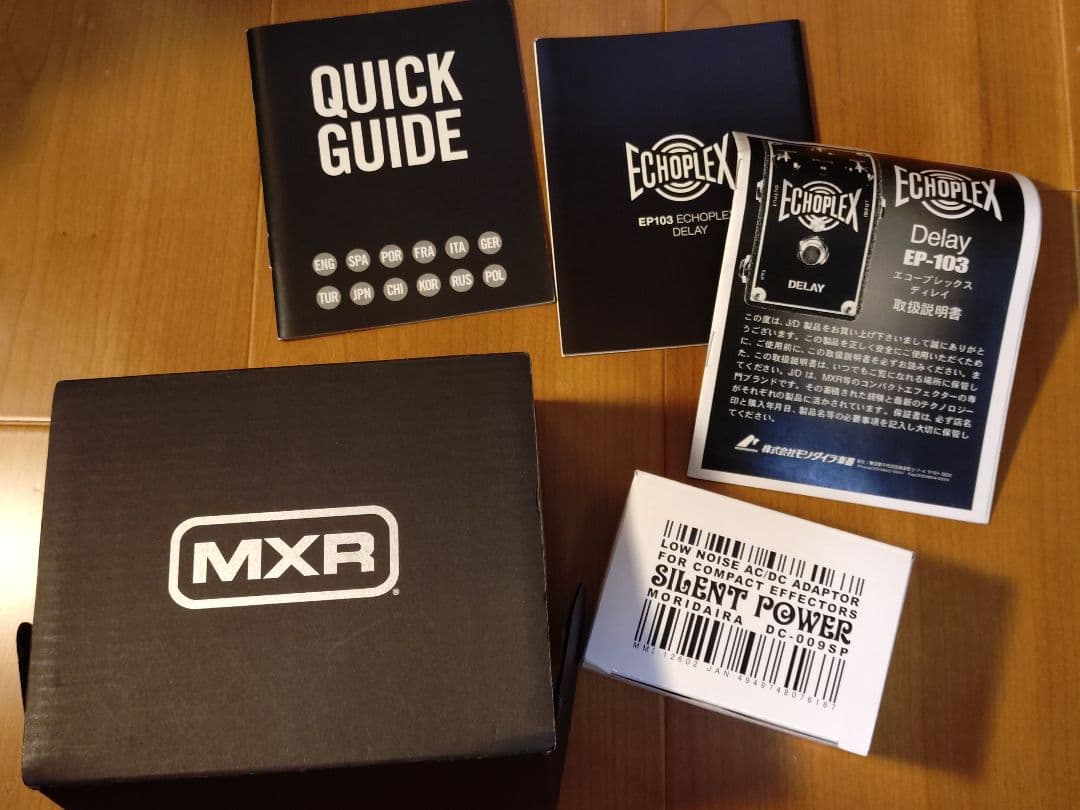 QUICK
GUIDE
ENG SPA POR FRA ITA GER
TUR JPN CHI KOR RUS POL
ECHOPLEX
EP103 ECHOPLEX
DELAY
ECHOPLEX
DELAY
ECHOPLEX
Delay
EP-103
エコープレックス
ディレイ
取扱説明書
この度は、J/D 製品をお買い上げ下さいまして誠にありがと
うございます。この製品を正しく安全にご使用いただくため
に、ご使用前に、この取扱説明書を必ずお読みください。ま
た、この取扱説明書は、いつでもご覧になれる場所に保管し
てください。J/D は、MXR等のコンパクトエフェクターの専
門ブランドです。その蓄積された経験と最新のテクノロジー
がそれぞれの製品に活かされています。保証書は、必ず店名
印と購入年月日、製品名等の必要事項を記入し大切に保管し
てください。
株式会社モリダイラ楽器
MXR
LOW NOISE AC/DC ADAPTOR
FOR COMPACT EFFECTORS
SILENT POWER
MORIDAIRA DC-009SP
MMI-12602 JAN:4949748078167